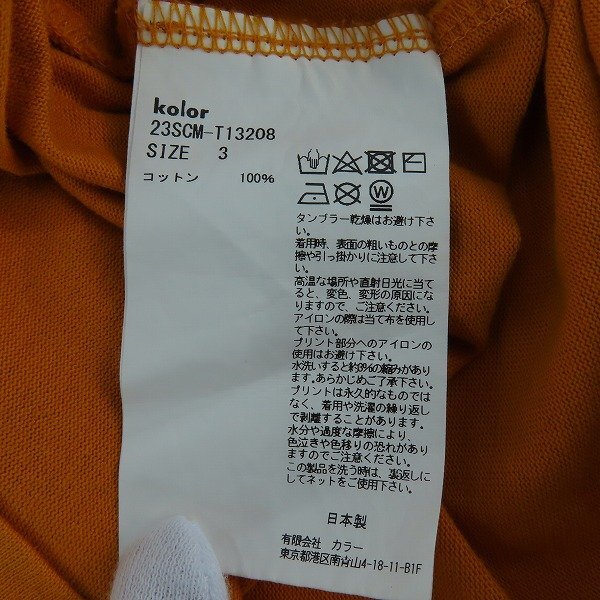 kolor
23SCM-T13208
SIZE 3
コットン 100%
W
タンブラー乾燥はお避け下さ
い。
着用時、表面の粗いものとの摩
擦や引っ掛かりに注意して下さ
い。
高温な場所や直射日光に当て
ると、変色、変形の原因にな
りますので、ご注意ください。
アイロンの際は当て布を使用し
て下さい。
プリント部分へのアイロンの
使用はお避け下さい。
水洗いすると約3%の縮みがあり
ます。あらかじめご了承下さい。
プリントは永久的なものではな
なく、着用や洗濯の繰り返し
で剥離することがあります。
水分や過度な摩擦により、
色泣きや色移りの恐れがあり
ますのでご注意ください。
この製品を洗う時は、裏返しに
してネットをご使用ください。
日本製
有限会社 カラー
東京都港区南青山4-18-11-B1F